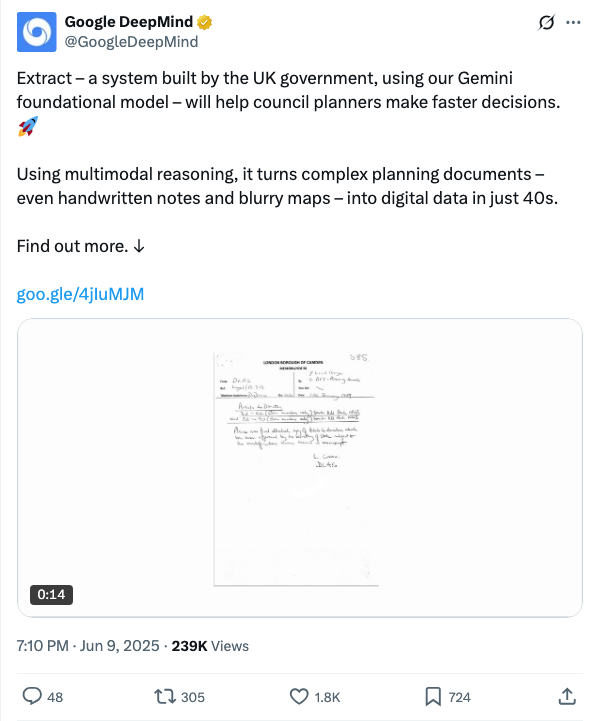 Google DeepMind
@GoogleDeepMind
Extract – a system built by the UK government, using our Gemini
foundational model – will help council planners make faster decisions.
🚀
Using multimodal reasoning, it turns complex planning documents –
even handwritten notes and blurry maps – into digital data in just 40s.
Find out more. ↓
goo.gle/4jIuMJM
385
LONDON BOROUGH OF CAMDEN
MEMORANDUM
0:14
7:10 PM · Jun 9, 2025 · 239K Views
48 305 1.8K 724